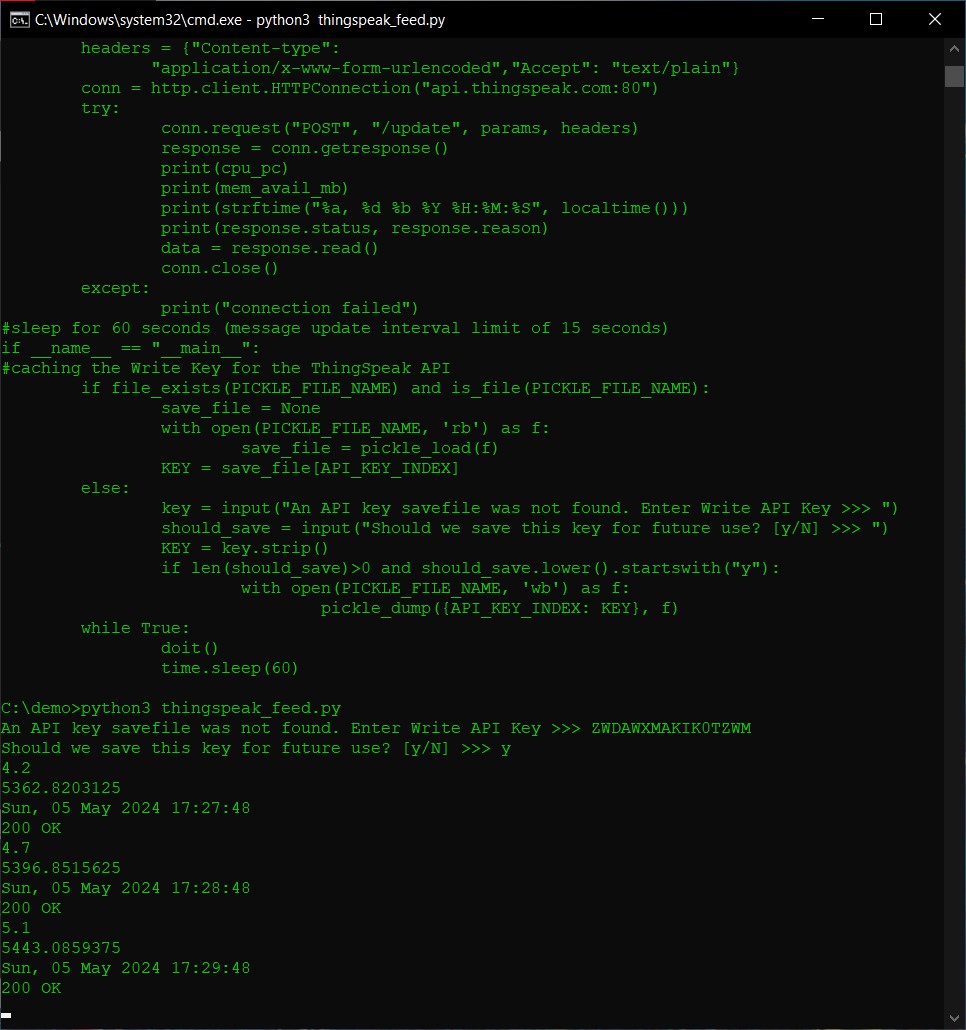 C:\Windows\system32\cmd.exe - python3  thingspeak_feed.py
        headers = {"Content-type":
               "application/x-www-form-urlencoded","Accept": "text/plain"}
        conn = http.client.HTTPConnection("api.thingspeak.com:80")
        try:
                conn.request("POST", "/update", params, headers)
                response = conn.getresponse()
                print(cpu_pc)
                print(mem_avail_mb)
                print(strftime("%a, %d %b %Y %H:%M:%S", localtime()))
                print(response.status, response.reason)
                data = response.read()
                conn.close()
        except:
                print("connection failed")
#sleep for 60 seconds (message update interval limit of 15 seconds)
if __name__ == "__main__":
#caching the Write Key for the ThingSpeak API
        if file_exists(PICKLE_FILE_NAME) and is_file(PICKLE_FILE_NAME):
                save_file = None
                with open(PICKLE_FILE_NAME, 'rb') as f:
                        save_file = pickle_load(f)
                KEY = save_file[API_KEY_INDEX]
        else:
                key = input("An API key savefile was not found. Enter Write API Key >>> ")
                should_save = input("Should we save this key for future use? [y/N] >>> ")
                KEY = key.strip()
                if len(should_save)>0 and should_save.lower().startswith("y"):
                        with open(PICKLE_FILE_NAME, 'wb') as f:
                                pickle_dump({API_KEY_INDEX: KEY}, f)
        while True:
                doit()
                time.sleep(60)

C:\demo>python3 thingspeak_feed.py
An API key savefile was not found. Enter Write API Key >>> ZWDAWXMAKIK0TZWM
Should we save this key for future use? [y/N] >>> y
4.2
5362.8203125
Sun, 05 May 2024 17:27:48
200 OK
4.7
5396.8515625
Sun, 05 May 2024 17:28:48
200 OK
5.1
5443.0859375
Sun, 05 May 2024 17:29:48
200 OK